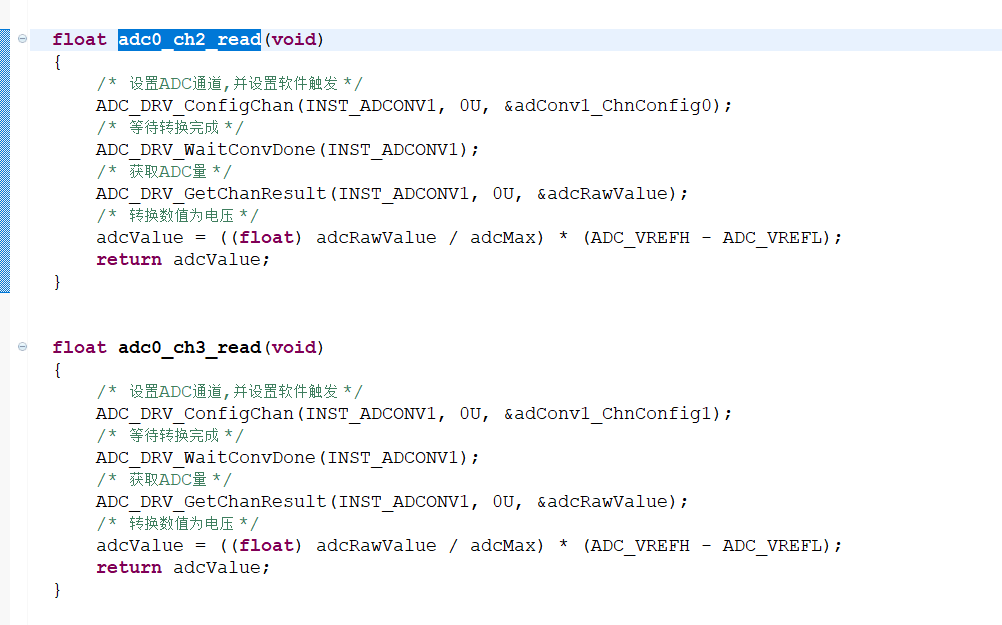 float adc0_ch2_read(void)
{
/* 设置ADC通道,并设置软件触发 */
ADC_DRV_ConfigChan(INST_ADCONV1, 0U, &adConv1_ChnConfig0);
/* 等待转换完成 */
ADC_DRV_WaitConvDone(INST_ADCONV1);
/* 获取ADC量 */
ADC_DRV_GetChanResult(INST_ADCONV1, 0U, &adcRawValue);
/* 转换数值为电压 */
adcValue = ((float) adcRawValue / adcMax) * (ADC_VREFH - ADC_VREFL);
return adcValue;
}
float adc0_ch3_read(void)
{
/* 设置ADC通道,并设置软件触发 */
ADC_DRV_ConfigChan(INST_ADCONV1, 0U, &adConv1_ChnConfig1);
/* 等待转换完成 */
ADC_DRV_WaitConvDone(INST_ADCONV1);
/* 获取ADC量 */
ADC_DRV_GetChanResult(INST_ADCONV1, 0U, &adcRawValue);
/* 转换数值为电压 */
adcValue = ((float) adcRawValue / adcMax) * (ADC_VREFH - ADC_VREFL);
return adcValue;
}